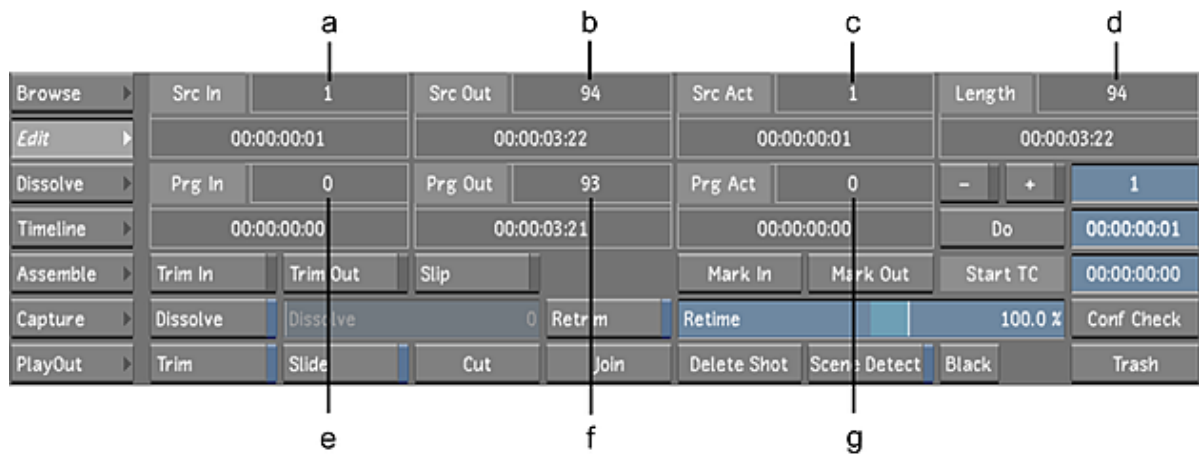 a b c d
Browse Src In 1 Src Out 94 Src Act 1 Length 94
Edit 00:00:00:01 00:00:03:22 00:00:00:01 00:00:03:22
Dissolve Prg In 0 Prg Out 93 Prg Act 0 - + 1
Timeline 00:00:00:00 00:00:03:21 00:00:00:00 Do 00:00:00:01
Assemble Trim In Trim Out Slip Mark In Mark Out Start TC 00:00:00:00
Capture Dissolve Dissolve 0 Retrim Retime 100.0 % Conf Check
PlayOut Trim Slide Cut Join Delete Shot Scene Detect Black Trash
e f g